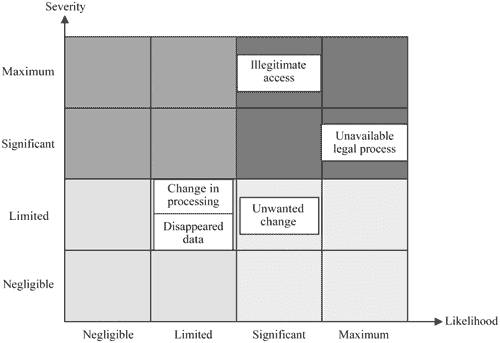 Severity
Maximum
Illegitimate
access
Significant
Unavailable
legal process
Limited
Change in
processing
Disappeared
data
Unwanted
change
Negligible
Likelihood
Negligible
Limited
Significant
Maximum